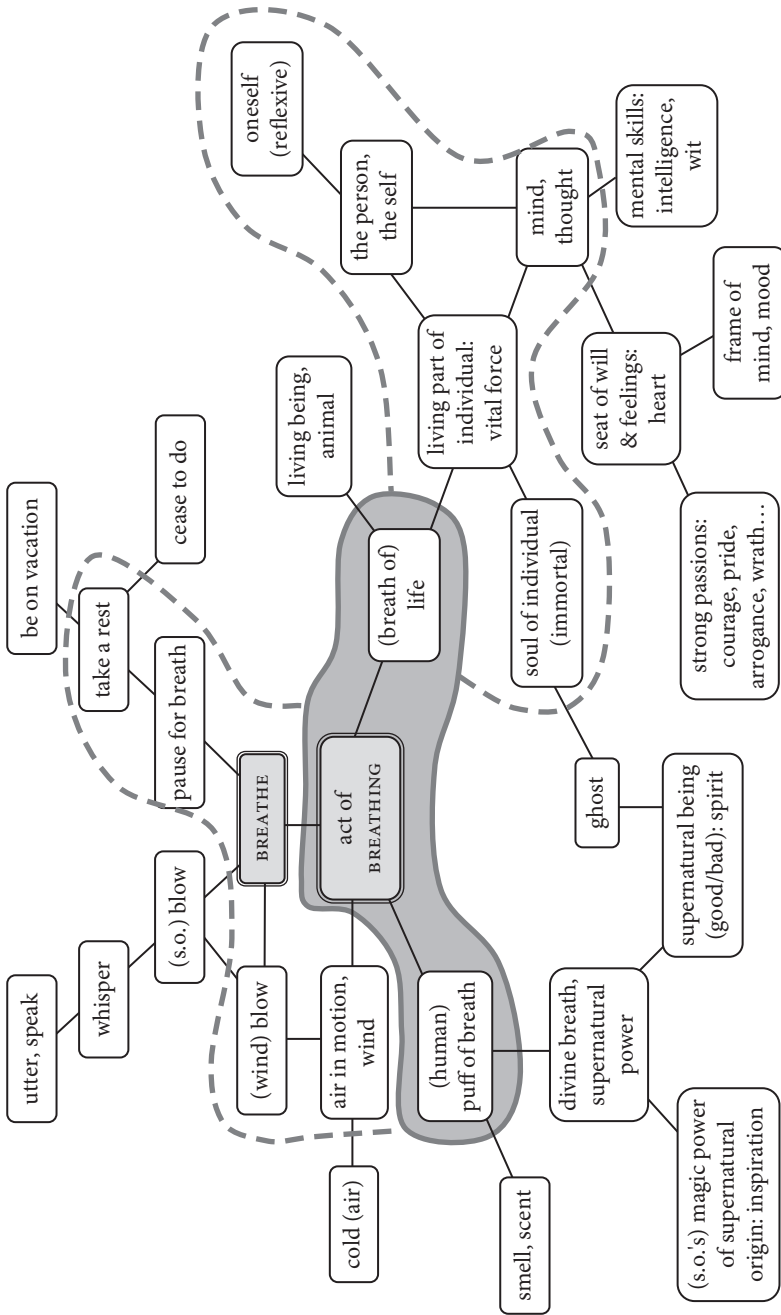 utter, speak
be on vacation
whisper
take a rest
cease to do
(s.o.) blow
pause for breath
(wind) blow
BREATHE
living being,
animal
oneself
(reflexive)
cold (air)
air in motion,
wind
act of
BREATHING
(breath of)
life
the person,
the self
smell, scent
(human)
puff of breath
living part of
individual:
vital force
soul of individual
(immortal)
mind,
thought
divine breath,
supernatural
power
ghost
seat of will
& feelings:
heart
mental skills:
intelligence,
wit
(s.o.'s) magic power
of supernatural
origin: inspiration
supernatural being
(good/bad): spirit
strong passions:
courage, pride,
arrogance, wrath…
frame of
mind, mood